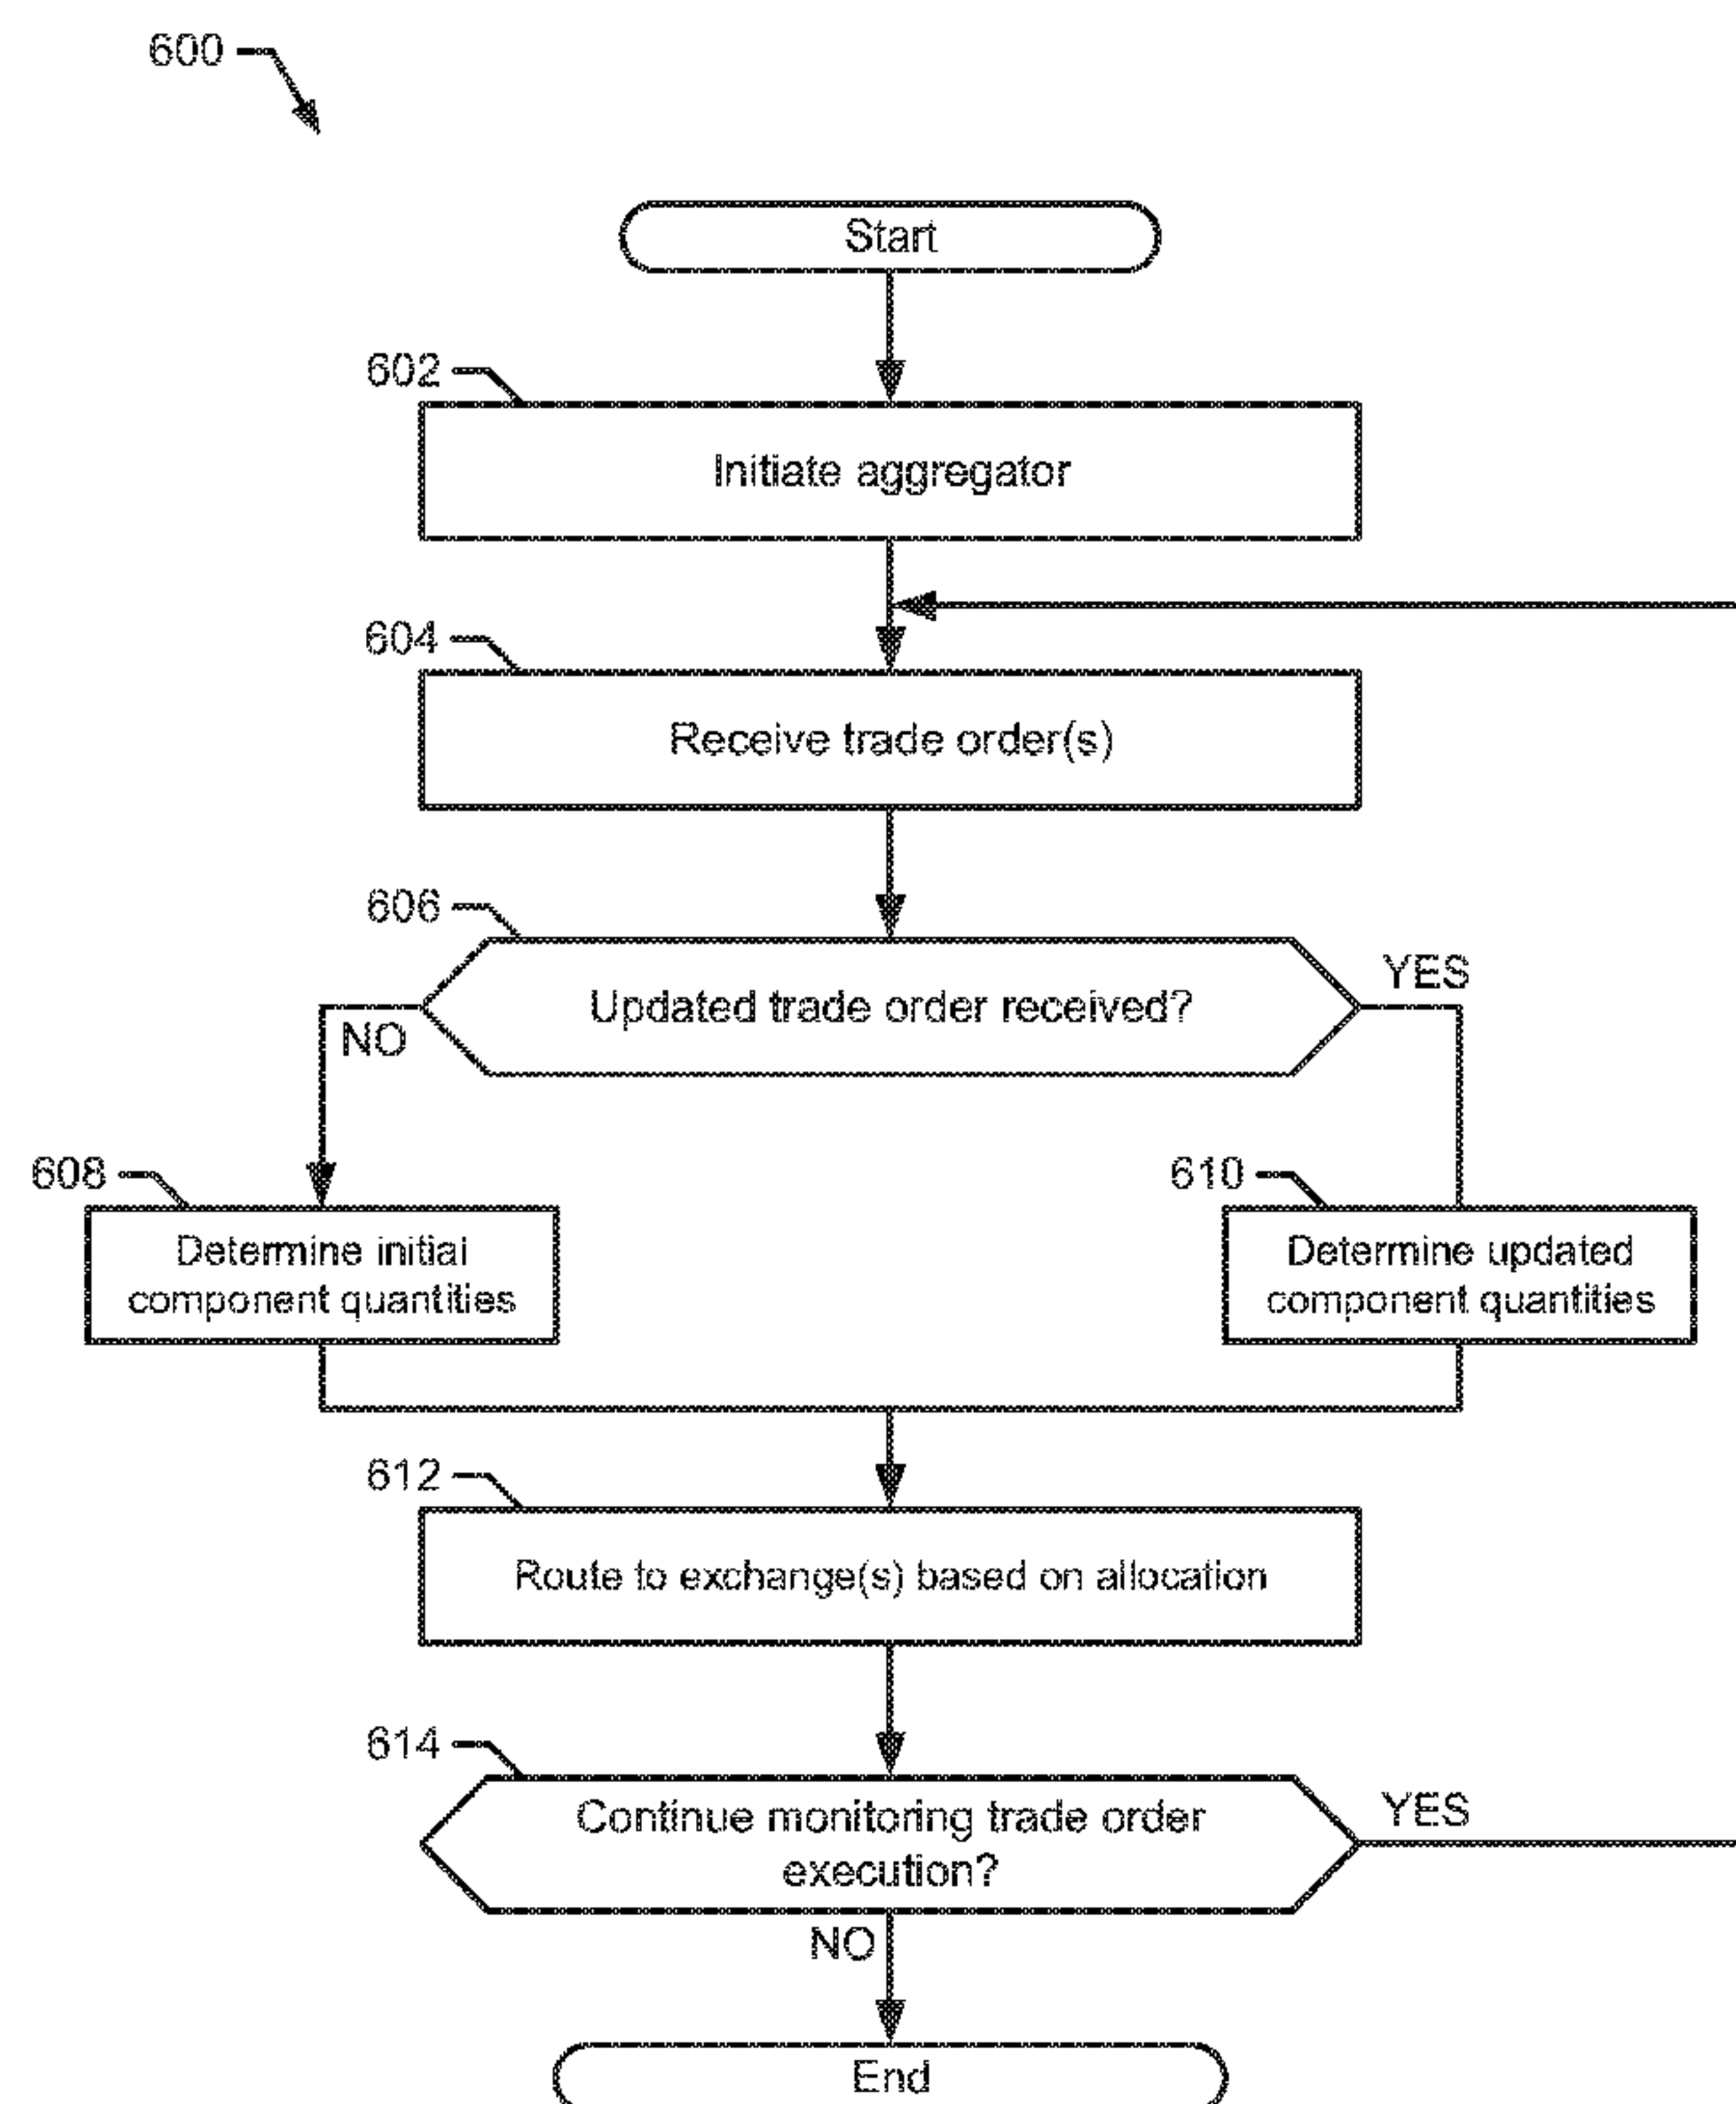 600
Start
602
Initiate aggregator
604
Receive trade order(s)
606
Updated trade order received?
YES
NO
608
Determine initial
component quantities
610
Determine updated
component quantities
612
Route to exchange(s) based on allocation
614
Continue monitoring trade order
execution?
YES
NO
End